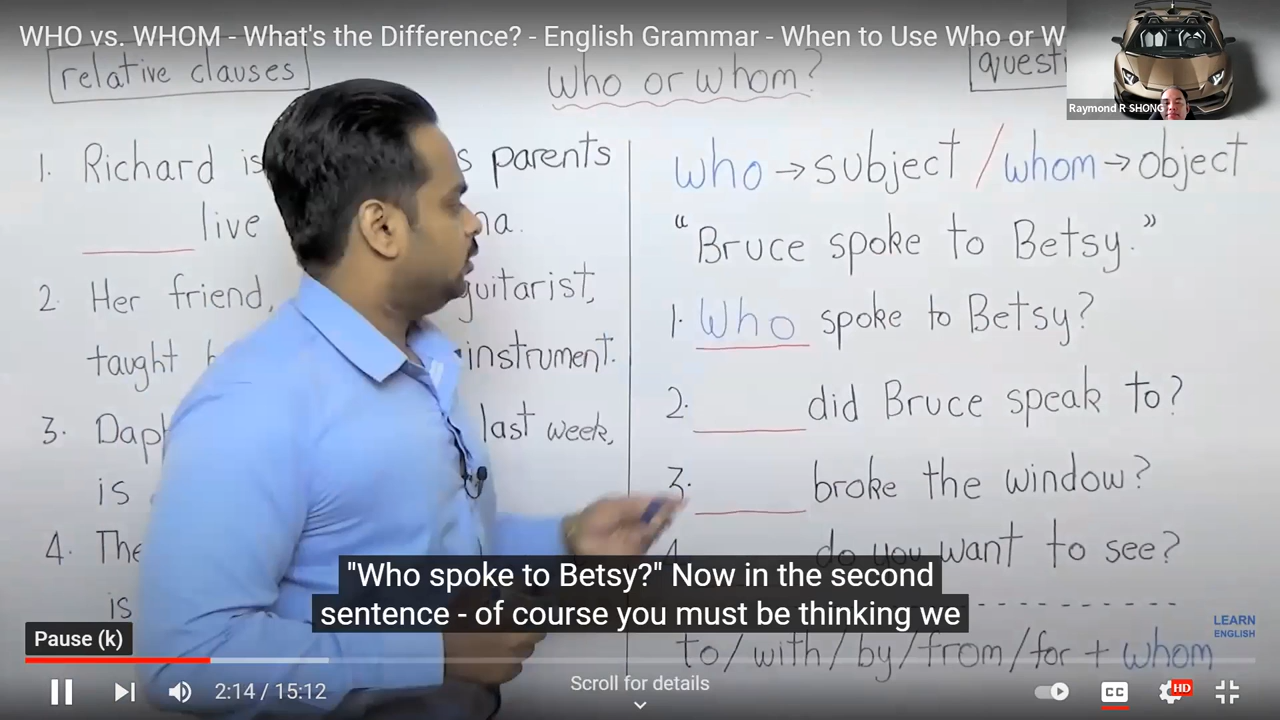 WHO vs. WHOM - What's the Difference? - English Grammar - When to Use Who or W
Raymond R SHONG
relative clauses
who or whom?
1. Richard is parents
live
2. Her friend, guitarist,
taught instrument.
3. last week,
is
4. The
is
who → subject / whom → object
"Bruce spoke to Betsy."
1. Who spoke to Betsy?
2. did Bruce speak to?
3. broke the window?
4. do you want to see?
to / with / by / from / for + whom
"Who spoke to Betsy?" Now in the second
sentence - of course you must be thinking we
LEARN
ENGLISH
Pause (k)
2:14 / 15:12
Scroll for details
CC
HD